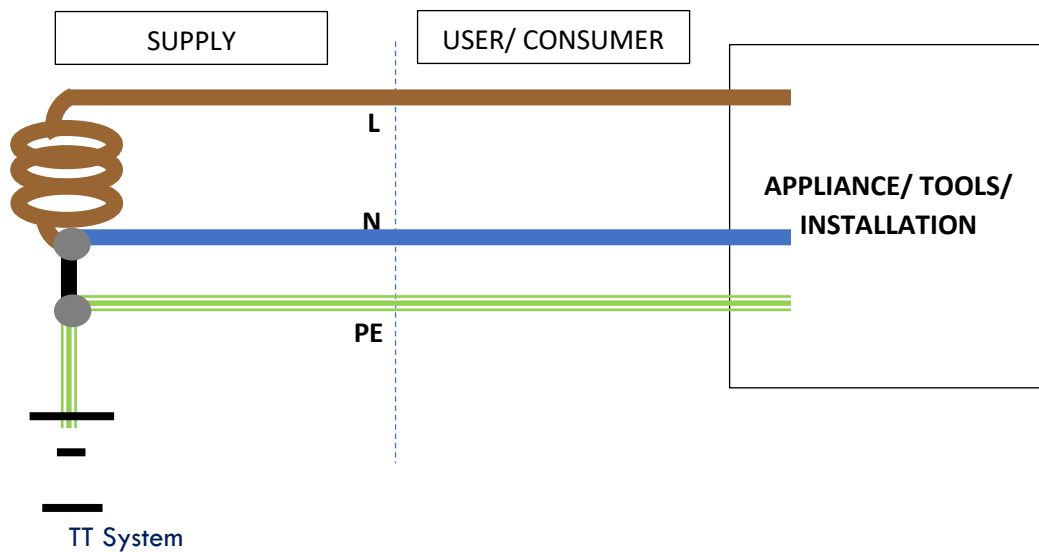 SUPPLY
USER/ CONSUMER
L
APPLIANCE/ TOOLS/
INSTALLATION
N
PE
TT System